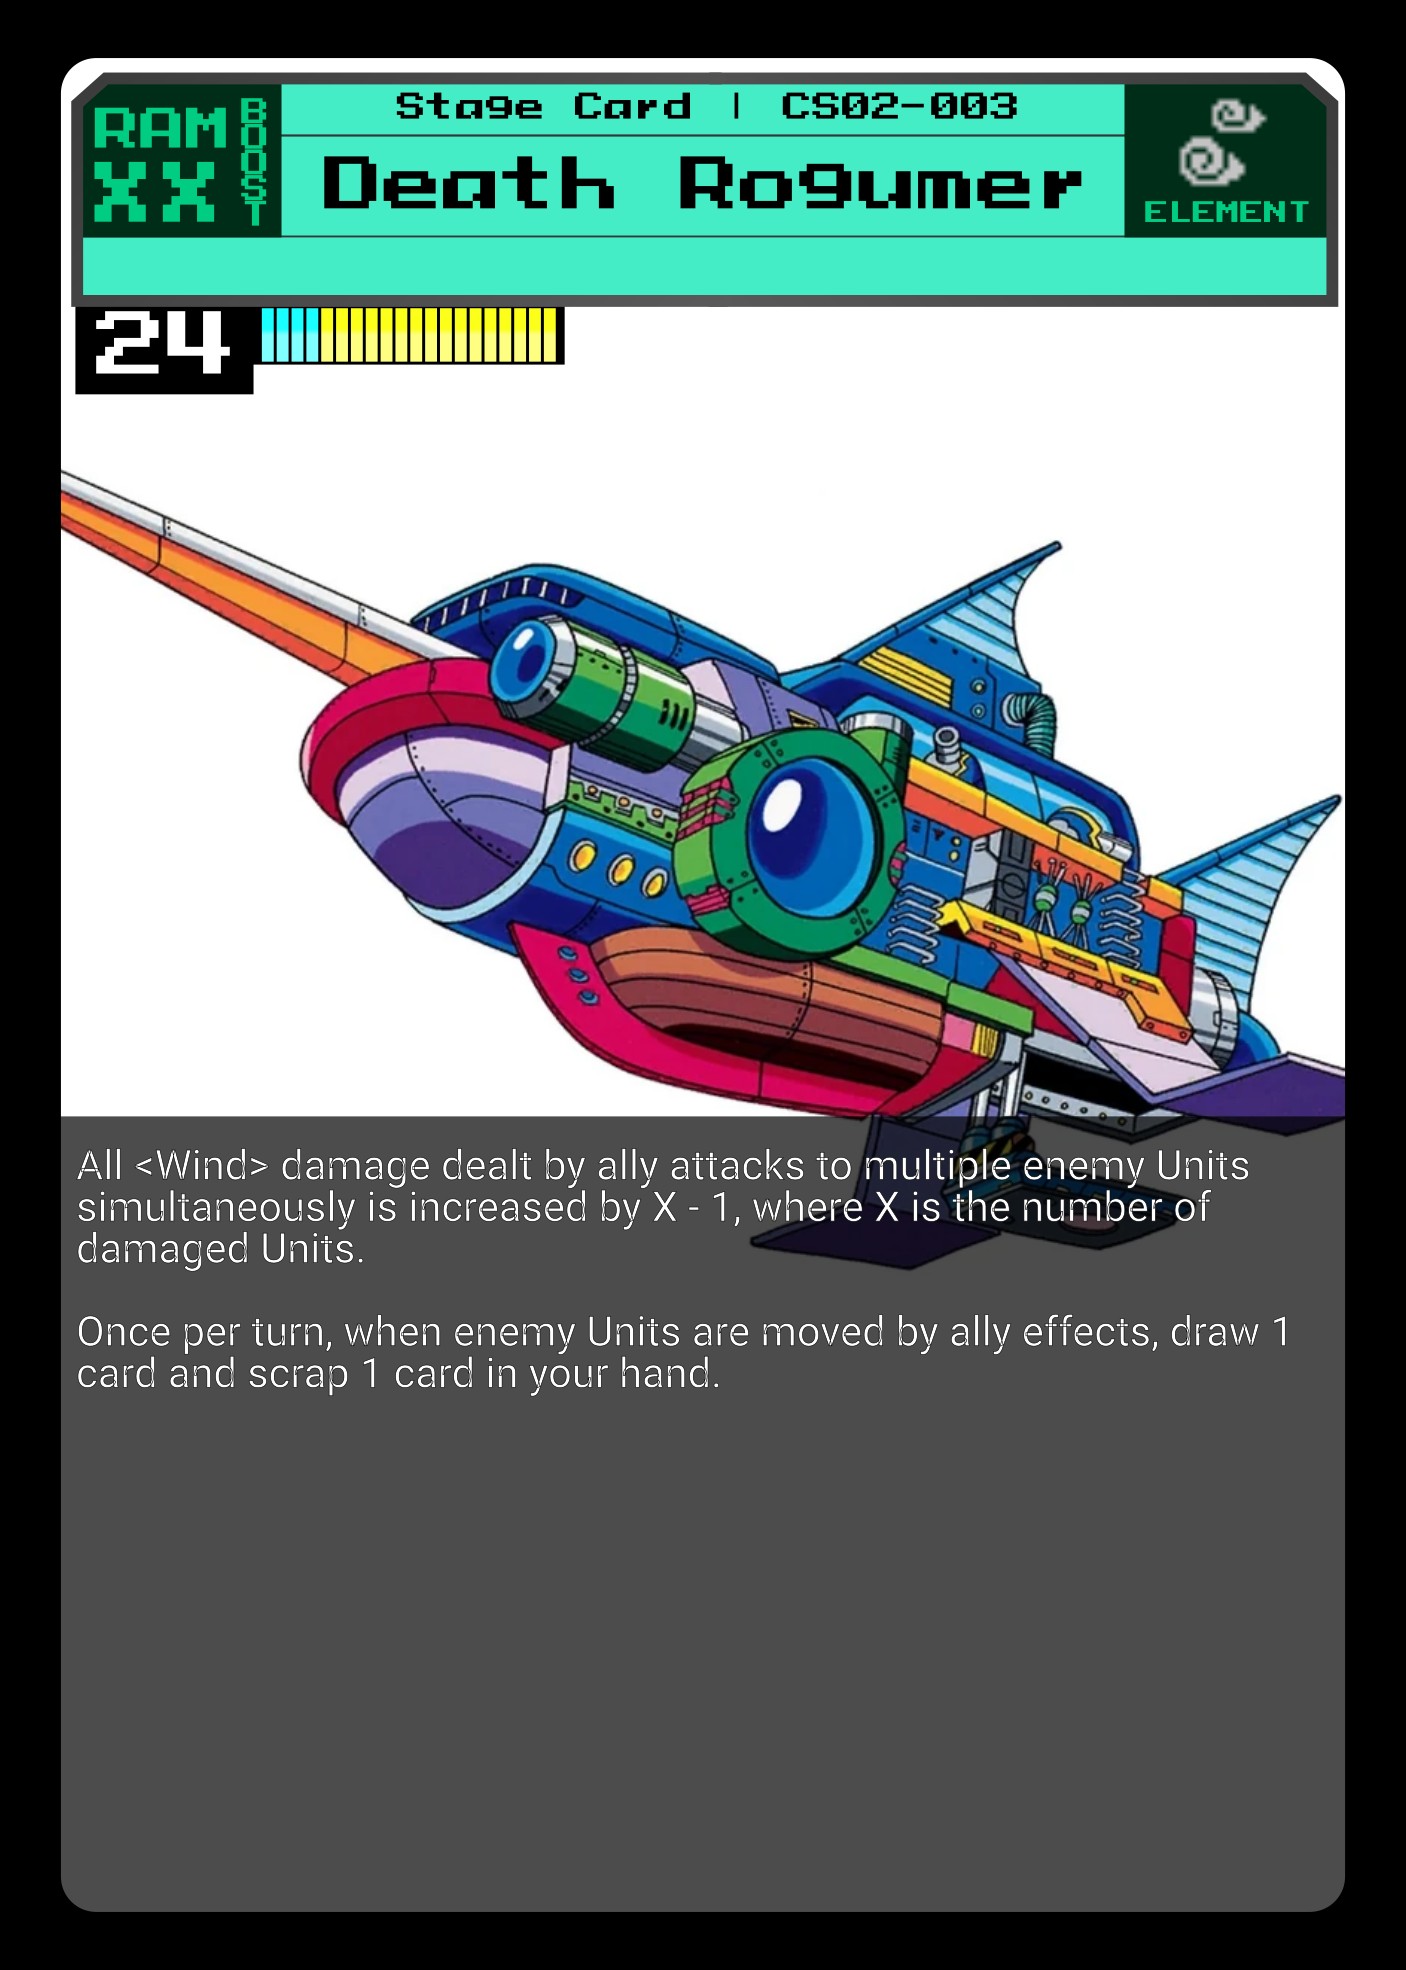 RAM BOOST
XX
Stage Card | CS02-003
Death Rogumer
ELEMENT
24
All <Wind> damage dealt by ally attacks to multiple enemy Units
simultaneously is increased by X - 1, where X is the number of
damaged Units.
Once per turn, when enemy Units are moved by ally effects, draw 1
card and scrap 1 card in your hand.